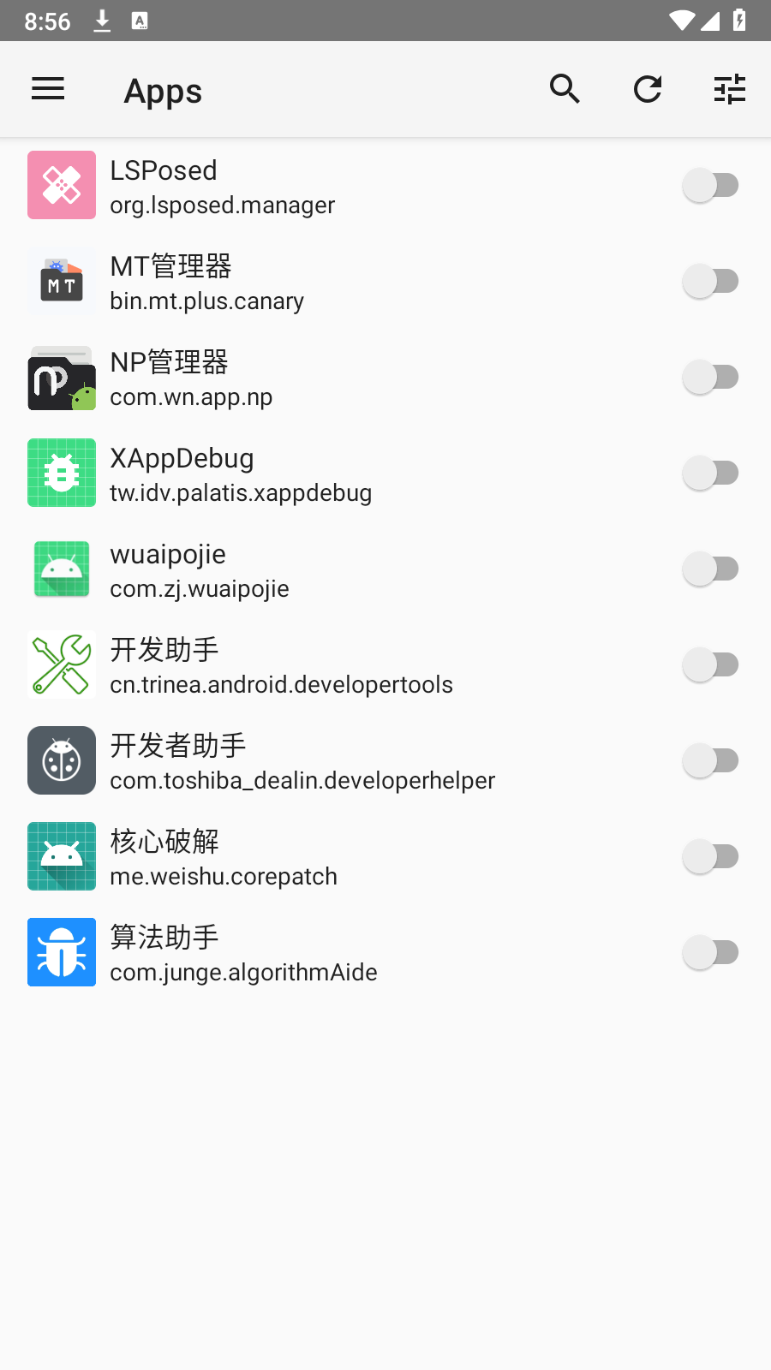 8:56
A
Apps
LSPosed
org.lsposed.manager
MT管理器
MT
bin.mt.plus.canary
NP管理器
np
com.wn.app.np
XAppDebug
tw.idv.palatis.xappdebug
wuaipojie
com.zj.wuaipojie
开发助手
cn.trinea.android.developertools
开发者助手
com.toshiba_dealin.developerhelper
核心破解
me.weishu.corepatch
算法助手
com.junge.algorithmAide